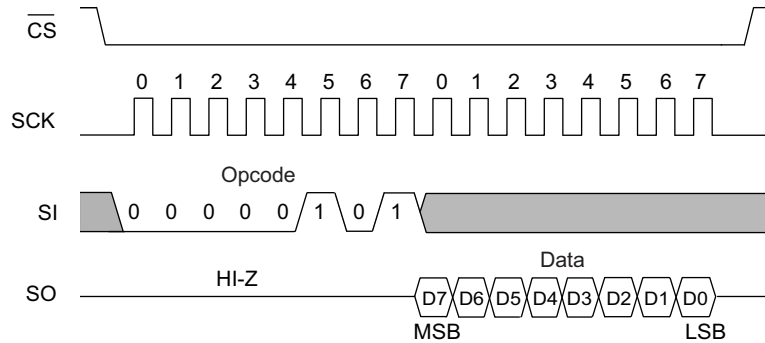 CS
0 1 2 3 4 5 6 7 0 1 2 3 4 5 6 7
SCK
Opcode
SI 0 0 0 0 0 1 0 1
Data
HI-Z
SO D7 D6 D5 D4 D3 D2 D1 D0
MSB LSB